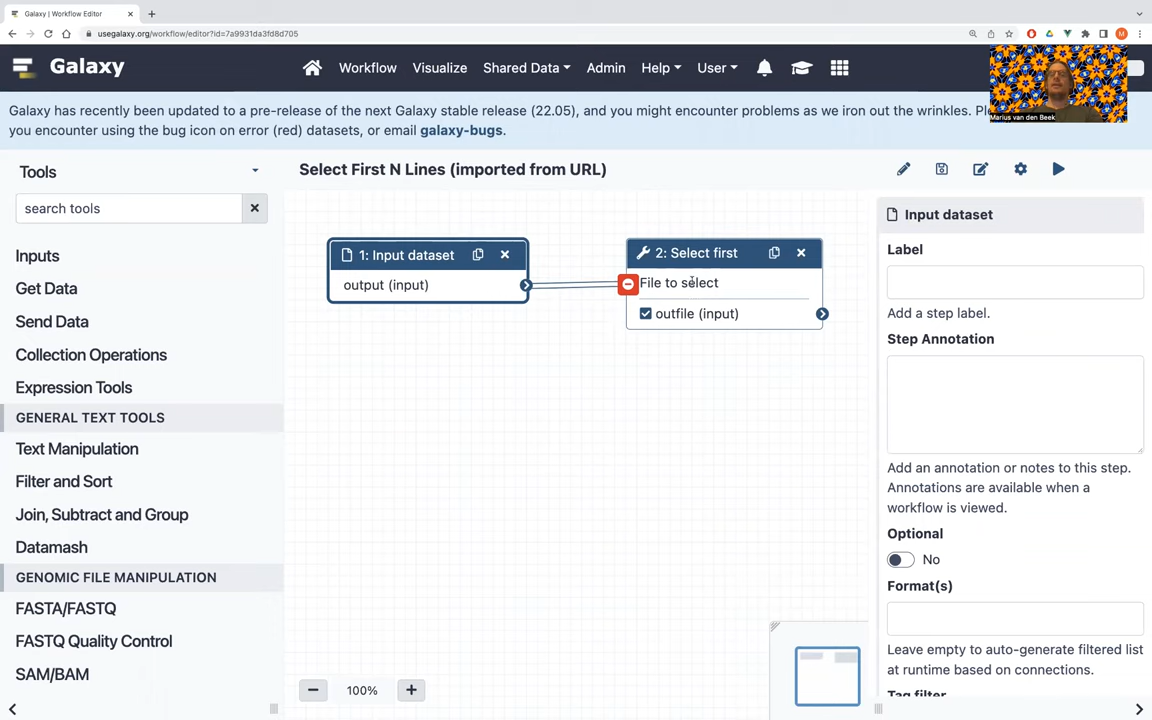 Galaxy | Workflow Editor
usegalaxy.org/workflow/editor?id=7a9931da3fd8d705
M
Galaxy
Workflow
Visualize
Shared Data
Admin
Help
User
Marius van den Beek
Galaxy has recently been updated to a pre-release of the next Galaxy stable release (22.05), and you might encounter problems as we iron out the wrinkles.
you encounter using the bug icon on error (red) datasets, or email galaxy-bugs.
Tools
search tools
Inputs
Get Data
Send Data
Collection Operations
Expression Tools
GENERAL TEXT TOOLS
Text Manipulation
Filter and Sort
Join, Subtract and Group
Datamash
GENOMIC FILE MANIPULATION
FASTA/FASTQ
FASTQ Quality Control
SAM/BAM
Select First N Lines (imported from URL)
1: Input dataset
output (input)
2: Select first
File to select
outfile (input)
100%
Input dataset
Label
Add a step label.
Step Annotation
Add an annotation or notes to this step.
Annotations are available when a
workflow is viewed.
Optional
No
Format(s)
Leave empty to auto-generate filtered list
at runtime based on connections.
Tag filter